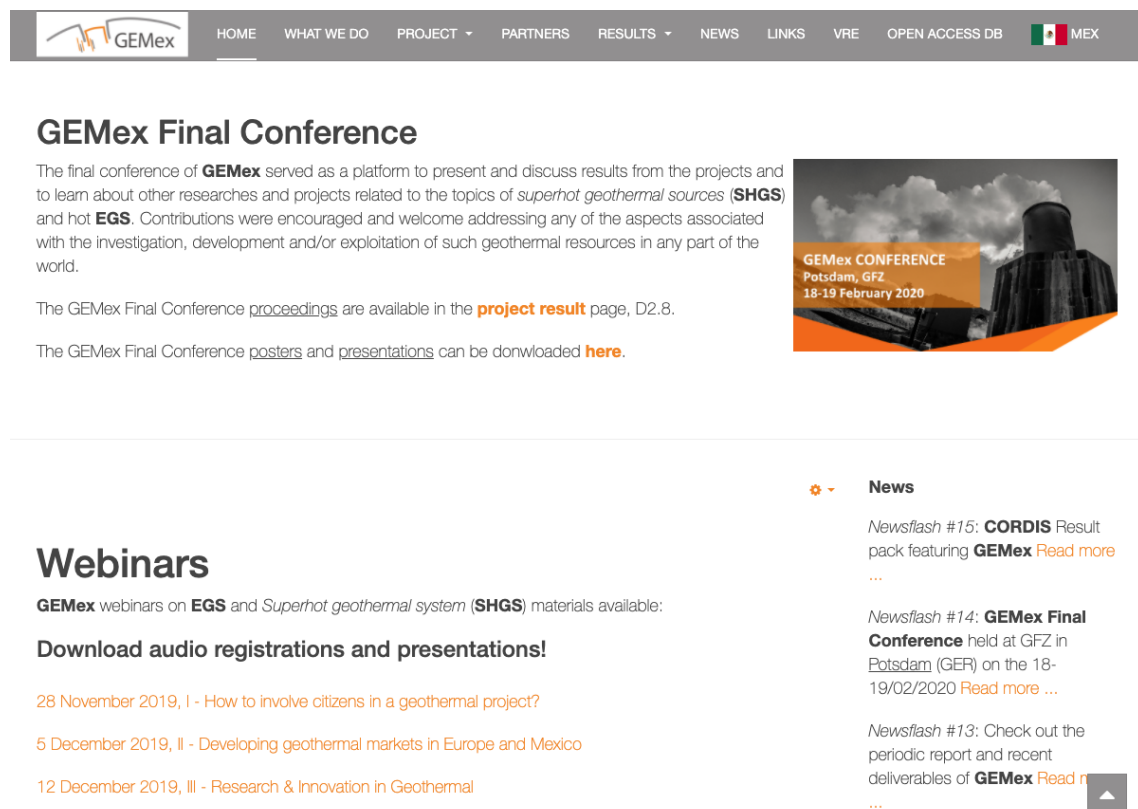 GEMex
HOME
WHAT WE DO
PROJECT
PARTNERS
RESULTS
NEWS
LINKS
VRE
OPEN ACCESS DB
MEX
GEMex Final Conference
The final conference of GEMex served as a platform to present and discuss results from the projects and
to learn about other researches and projects related to the topics of superhot geothermal sources (SHGS)
and hot EGS. Contributions were encouraged and welcome addressing any of the aspects associated
with the investigation, development and/or exploitation of such geothermal resources in any part of the
world.
The GEMex Final Conference proceedings are available in the project result page, D2.8.
The GEMex Final Conference posters and presentations can be donwloaded here.
GEMex CONFERENCE
Potsdam, GFZ
18-19 February 2020
Webinars
GEMex webinars on EGS and Superhot geothermal system (SHGS) materials available:
Download audio registrations and presentations!
28 November 2019, I - How to involve citizens in a geothermal project?
5 December 2019, II - Developing geothermal markets in Europe and Mexico
12 December 2019, III - Research & Innovation in Geothermal
News
Newsflash #15: CORDIS Result
pack featuring GEMex Read more
...
Newsflash #14: GEMex Final
Conference held at GFZ in
Potsdam (GER) on the 18-
19/02/2020 Read more ...
Newsflash #13: Check out the
periodic report and recent
deliverables of GEMex Read
...